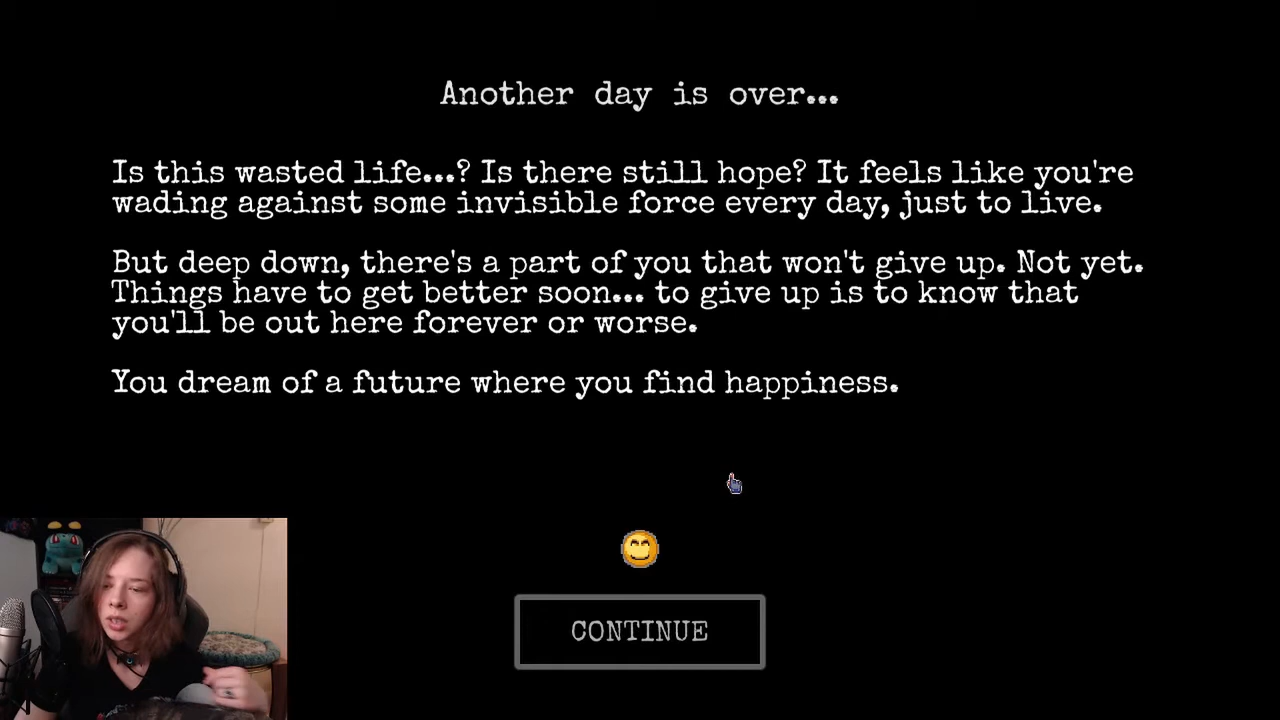 Another day is over...
Is this wasted life...? Is there still hope? It feels like you're
wading against some invisible force every day, just to live.
But deep down, there's a part of you that won't give up. Not yet.
Things have to get better soon... to give up is to know that
you'll be out here forever or worse.
You dream of a future where you find happiness.
CONTINUE